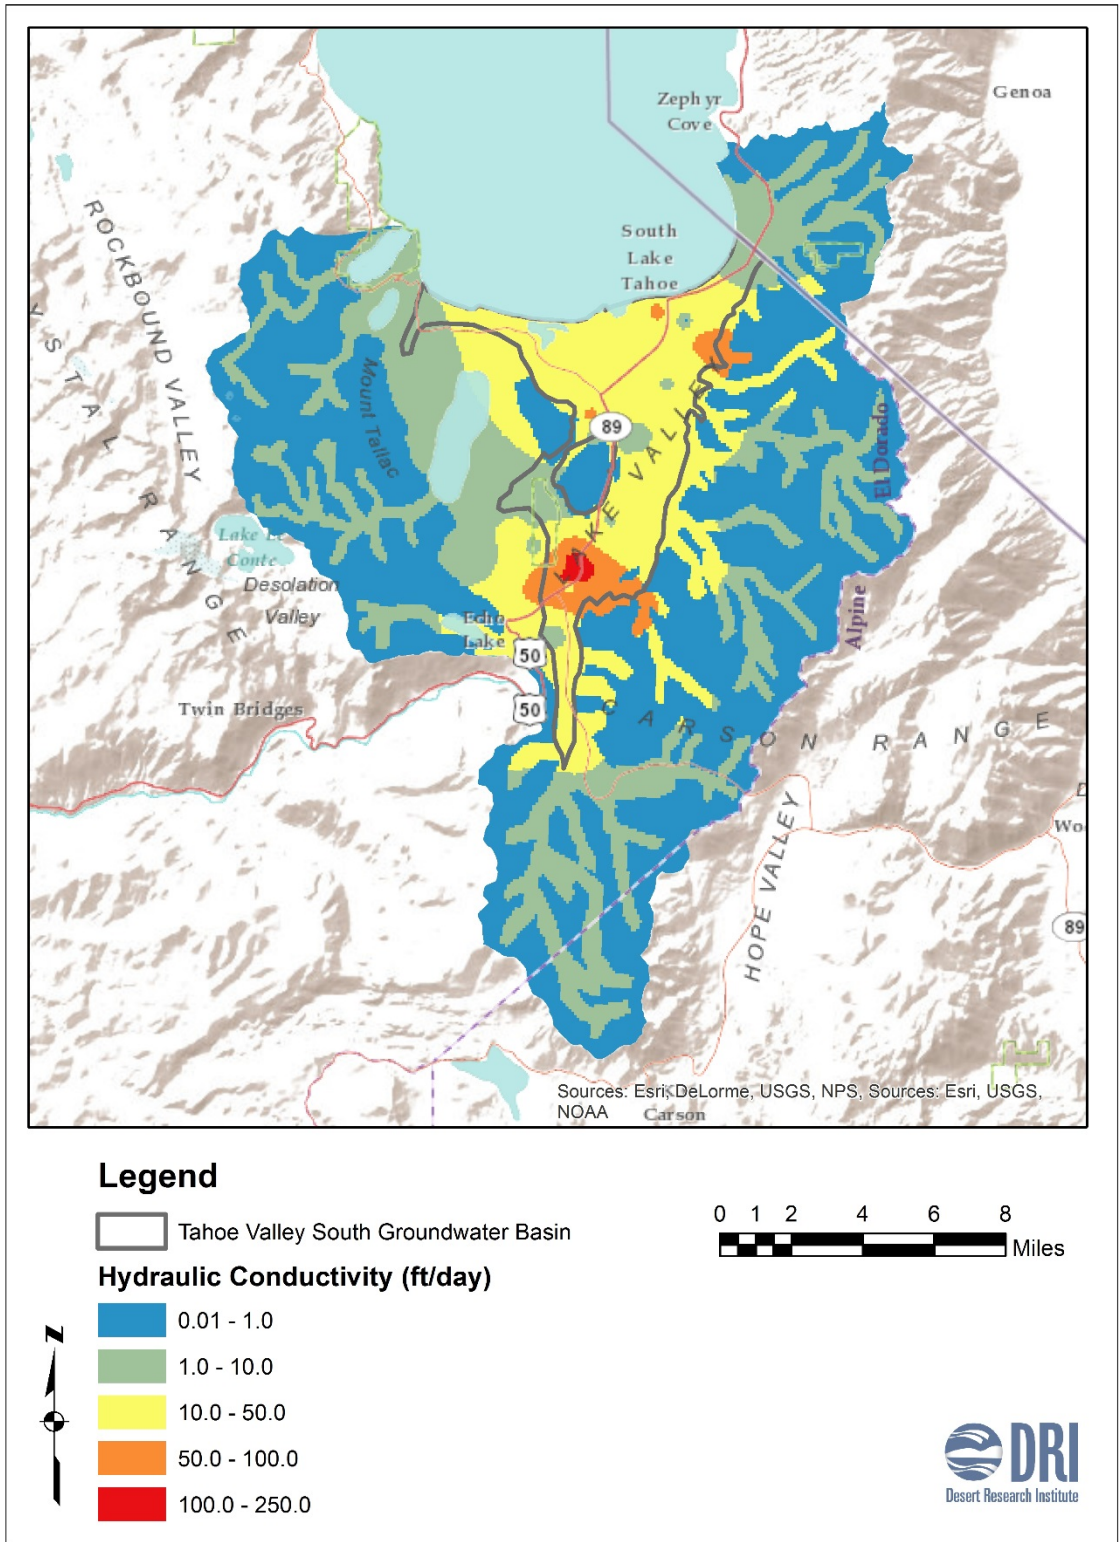 Genoa
Zephyr
Cove
South
Lake
Tahoe
ROCKBOUND VALLEY
YSTAL RANGE
Mount Tallac
89
LAKE VALLEY
El Dorado
Alpine
Desolation
Valley
Echo
Lake
50
50
Twin Bridges
CARSON RANGE
HOPE VALLEY
Wo
89
Sources: Esri, DeLorme, USGS, NPS, Sources: Esri, USGS,
NOAA
Carson
Legend
Tahoe Valley South Groundwater Basin
0 1 2 4 6 8
Miles
Hydraulic Conductivity (ft/day)
0.01 - 1.0
1.0 - 10.0
10.0 - 50.0
50.0 - 100.0
100.0 - 250.0
N
DRI
Desert Research Institute